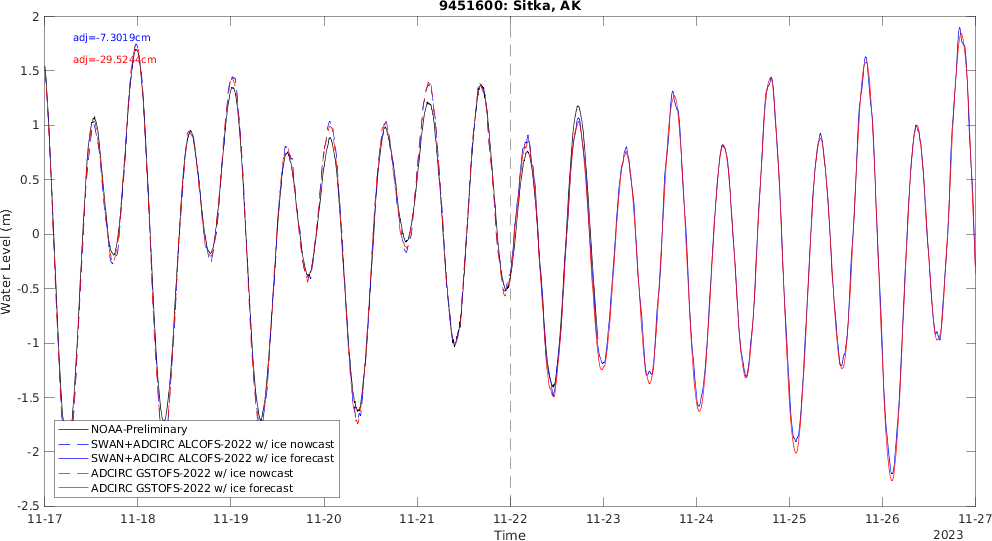 9451600: Sitka, AK
adj=-7.3019cm
adj=-29.5244cm
Water Level (m)
2
1.5
1
0.5
0
-0.5
-1
-1.5
-2
-2.5
NOAA-Preliminary
SWAN+ADCIRC ALCOFS-2022 w/ ice nowcast
SWAN+ADCIRC ALCOFS-2022 w/ ice forecast
ADCIRC GSTOFS-2022 w/ ice nowcast
ADCIRC GSTOFS-2022 w/ ice forecast
11-17 11-18 11-19 11-20 11-21 11-22 11-23 11-24 11-25 11-26 11-27
Time
2023